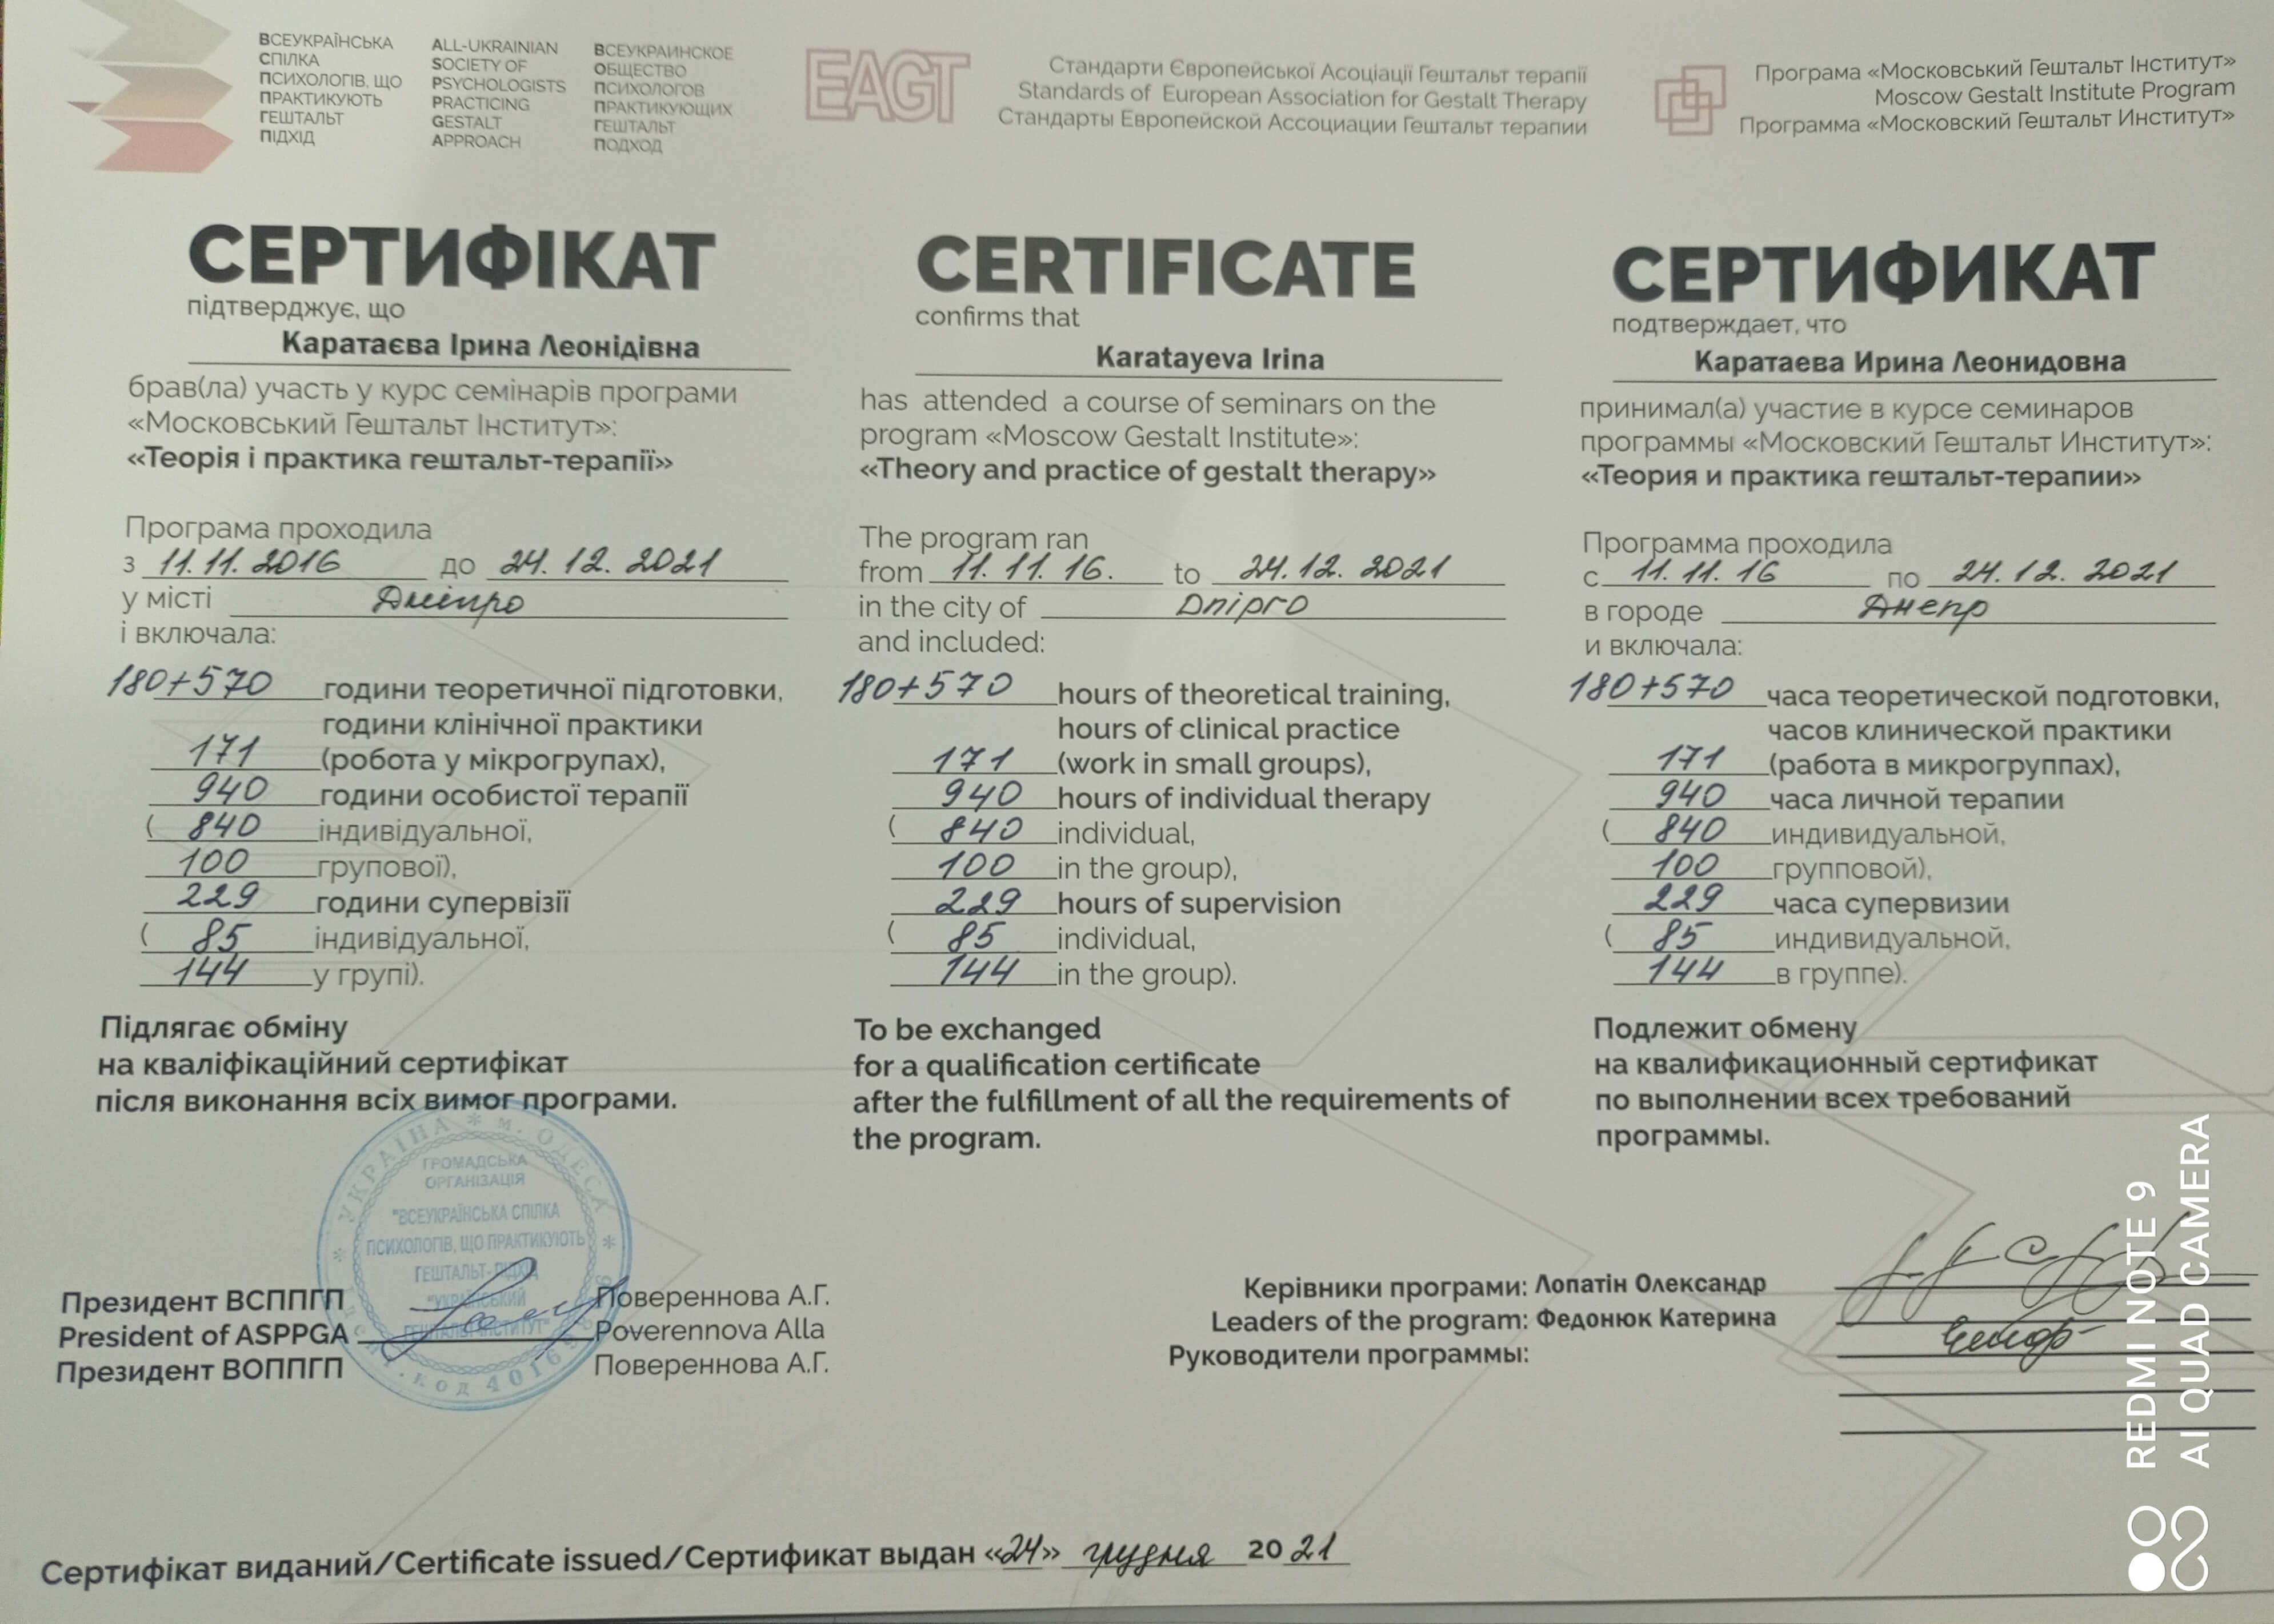 ВСЕУКРАЇНСЬКА
СПІЛКА
ПСИХОЛОГІВ, ЩО
ПРАКТИКУЮТЬ
ГЕШТАЛЬТ
ПІДХІД
ALL-UKRAINIAN
SOCIETY OF
PSYCHOLOGISTS
PRACTICING
GESTALT
APPROACH
ВСЕУКРАИНСКОЕ
ОБЩЕСТВО
ПСИХОЛОГОВ
ПРАКТИКУЮЩИХ
ГЕШТАЛЬТ
ПОДХОД
EAGT
Стандарти Європейської Асоціації Гештальт терапії
Standards of European Association for Gestalt Therapy
Стандарты Европейской Ассоциации Гештальт терапии
Програма «Московський Гештальт Інститут»
Moscow Gestalt Institute Program
Программа «Московский Гештальт Институт»
СЕРТИФІКАТ
підтверджує, що
Каратаєва Ірина Леонідівна
брав(ла) участь у курс семінарів програми
«Московський Гештальт Інститут»:
«Теорія і практика гештальт-терапії»
Програма проходила
з 11.11.2016 до 24.12.2021
у місті Дніпро
і включала:
180+570 години теоретичної підготовки,
години клінічної практики
171 (робота у мікрогрупах),
940 години особистої терапії
( 840 індивідуальної,
100 групової),
229 години супервізії
( 85 індивідуальної,
144 у групі).
Підлягає обміну
на кваліфікаційний сертифікат
після виконання всіх вимог програми.
CERTIFICATE
confirms that
Karatayeva Irina
has attended a course of seminars on the
program «Moscow Gestalt Institute»:
«Theory and practice of gestalt therapy»
The program ran
from 11.11.16. to 24.12.2021
in the city of Dnipro
and included:
180+570 hours of theoretical training,
hours of clinical practice
171 (work in small groups),
940 hours of individual therapy
( 840 individual,
100 in the group),
229 hours of supervision
( 85 individual,
144 in the group).
To be exchanged
for a qualification certificate
after the fulfillment of all the requirements of
the program.
СЕРТИФИКАТ
подтверждает, что
Каратаева Ирина Леонидовна
принимал(а) участие в курсе семинаров
программы «Московский Гештальт Институт»:
«Теория и практика гештальт-терапии»
Программа проходила
с 11.11.16 по 24.12.2021
в городе Днепр
и включала:
180+570 часа теоретической подготовки,
часов клинической практики
171 (работа в микрогруппах),
940 часа личной терапии
( 840 индивидуальной,
100 групповой),
229 часа супервизии
( 85 индивидуальной,
144 в группе).
Подлежит обмену
на квалификационный сертификат
по выполнении всех требований
программы.
УКРАЇНА * м. ОДЕСА *
ГРОМАДСЬКА
ОРГАНІЗАЦІЯ
"ВСЕУКРАЇНСЬКА СПІЛКА
ПСИХОЛОГІВ, ЩО ПРАКТИКУЮТЬ
ГЕШТАЛЬТ-ПІДХІД
"УКРАЇНСЬКИЙ
ГЕШТАЛЬТ ІНСТИТУТ"
Президент ВСППГП Повереннова А.Г.
President of ASPPGA Poverennova Alla
Президент ВОППГП Повереннова А.Г.
Керівники програми: Лопатін Олександр
Leaders of the program: Федонюк Катерина
Руководители программы:
Сертифікат виданий/Certificate issued/Сертификат выдан «24» грудня 2021
REDMI NOTE 9
AI QUAD CAMERA